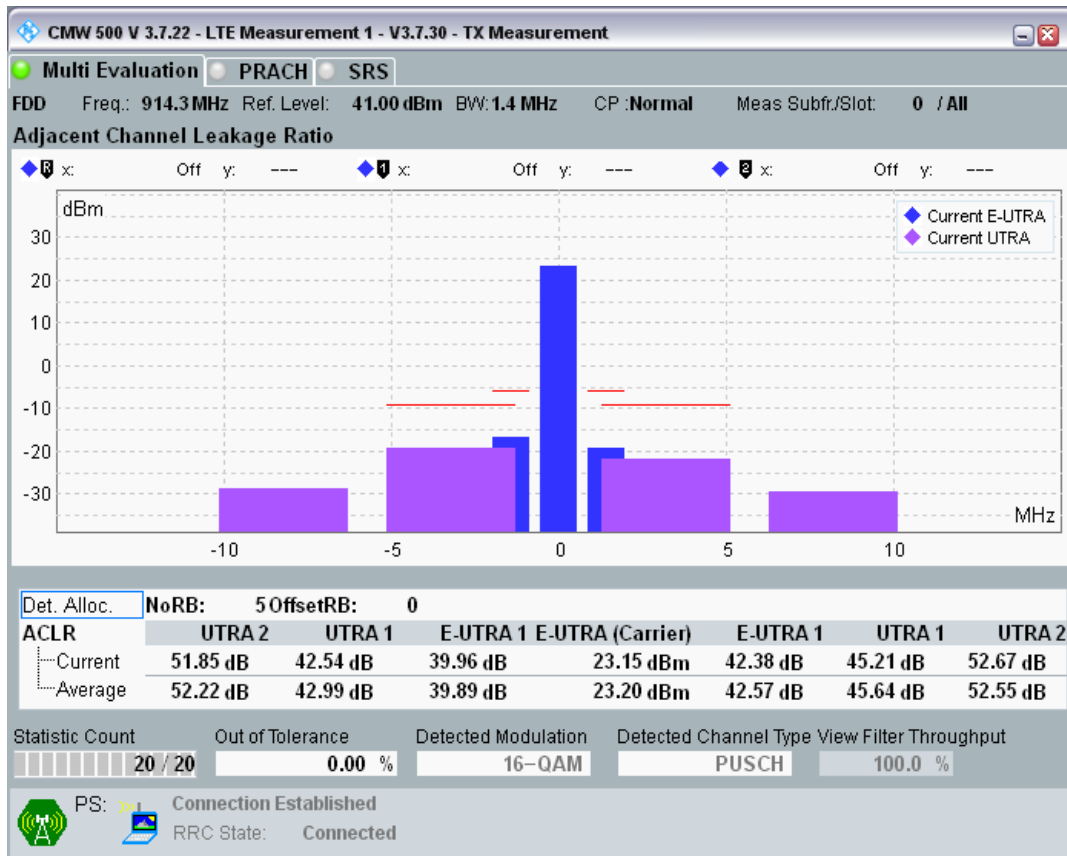 CMW 500 V 3.7.22 - LTE Measurement 1 - V3.7.30 - TX Measurement
Multi Evaluation PRACH SRS
FDD Freq.: 914.3 MHz Ref. Level: 41.00 dBm BW: 1.4 MHz CP :Normal Meas Subfr./Slot: 0 / All
Adjacent Channel Leakage Ratio
R x: Off y: --- 1 x: Off y: --- 2 x: Off y: ---
dBm
Current E-UTRA
Current UTRA
30
20
10
0
-10
-20
-30
MHz
-10 -5 0 5 10
Det. Alloc. NoRB: 5 OffsetRB: 0
ACLR UTRA 2 UTRA 1 E-UTRA 1 E-UTRA (Carrier) E-UTRA 1 UTRA 1 UTRA 2
Current 51.85 dB 42.54 dB 39.96 dB 23.15 dBm 42.38 dB 45.21 dB 52.67 dB
Average 52.22 dB 42.99 dB 39.89 dB 23.20 dBm 42.57 dB 45.64 dB 52.55 dB
Statistic Count Out of Tolerance Detected Modulation Detected Channel Type View Filter Throughput
20 / 20 0.00 % 16-QAM PUSCH 100.0 %
PS: Connection Established
RRC State: Connected